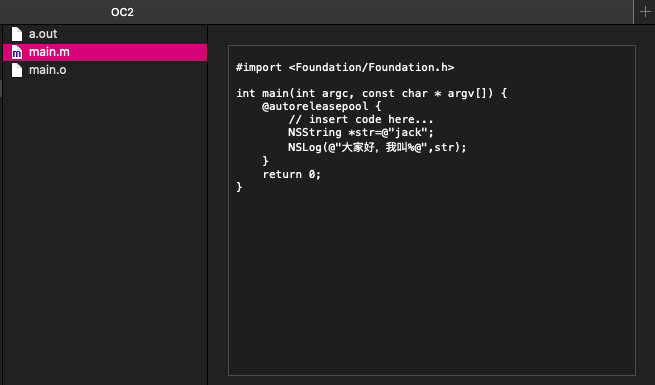 OC2
a.out
main.m
main.o
#import <Foundation/Foundation.h>
int main(int argc, const char * argv[]) {
@autoreleasepool {
// insert code here...
NSString *str=@"jack";
NSLog(@"大家好，我叫%@",str);
}
return 0;
}